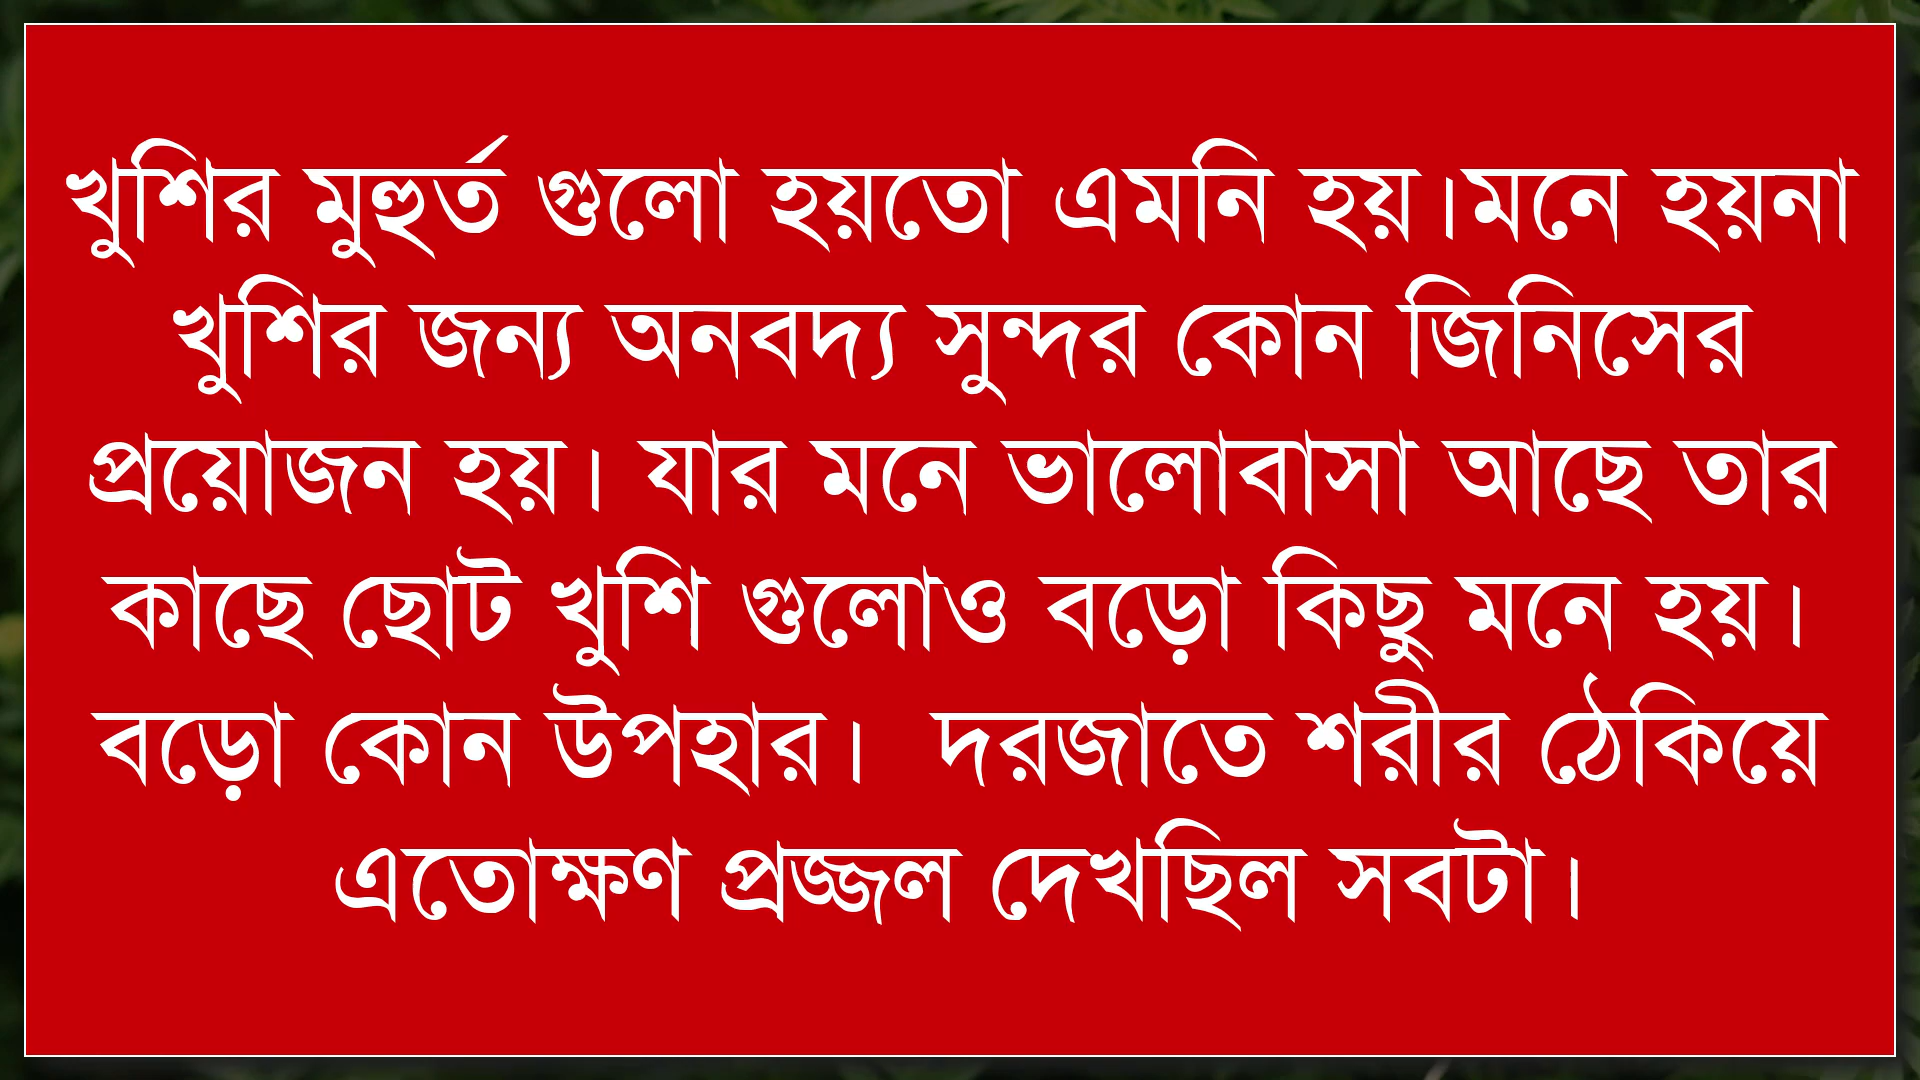 খুশির মুহুর্ত গুলো হয়তো এমনি হয়।মনে হয়না
খুশির জন্য অনবদ্য সুন্দর কোন জিনিসের
প্রয়োজন হয়। যার মনে ভালোবাসা আছে তার
কাছে ছোট খুশি গুলোও বড়ো কিছু মনে হয়।
বড়ো কোন উপহার। দরজাতে শরীর ঠেকিয়ে
এতোক্ষণ প্রজ্জল দেখছিল সবটা।